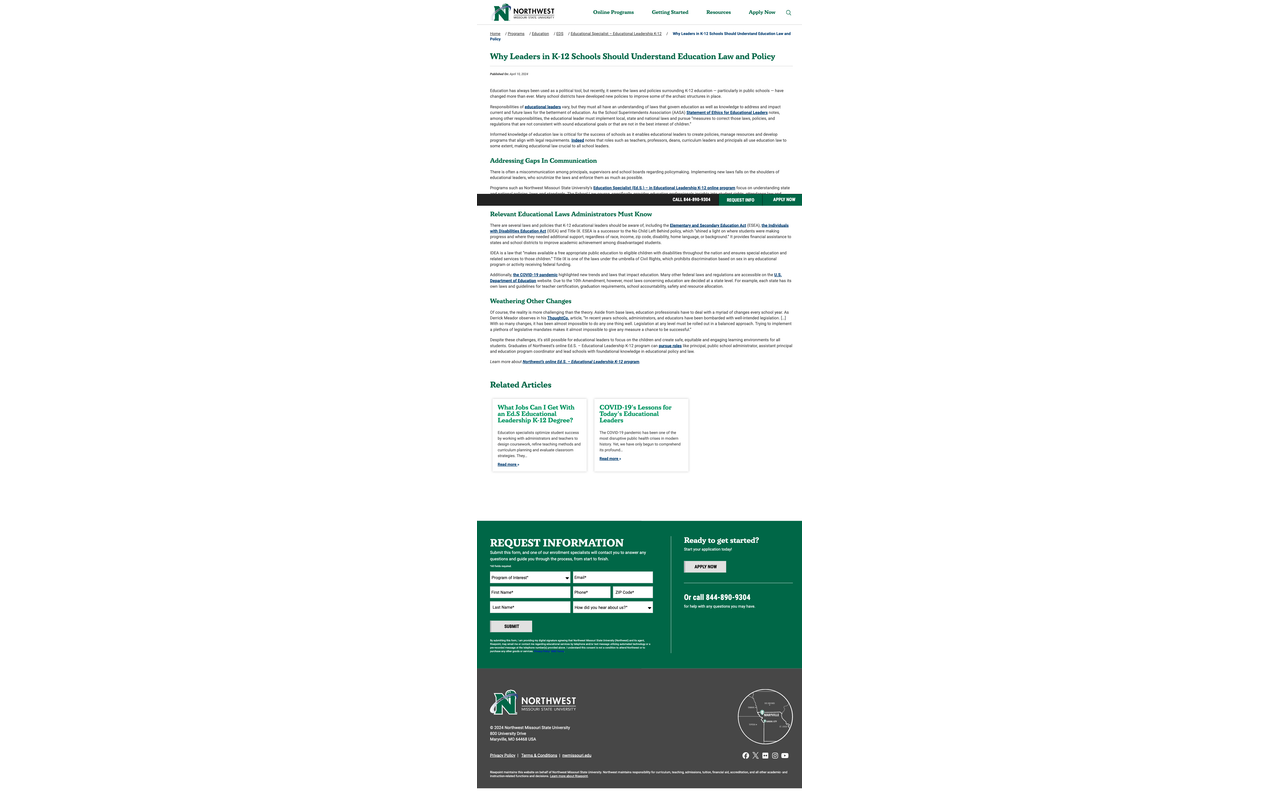 NORTHWEST
MISSOURI STATE UNIVERSITY
Online Programs Getting Started Resources Apply Now
Home / Programs / Education / EDS / Educational Specialist – Educational Leadership K-12 / Why Leaders in K-12 Schools Should Understand Education Law and
Policy
Why Leaders in K-12 Schools Should Understand Education Law and Policy
Published On: April 15, 2024
Education has always been used as a political tool, but recently, it seems the laws and policies surrounding K-12 education — particularly in public schools — have
changed more than ever. Many school districts have developed new policies to improve some of the archaic structures in place.
Responsibilities of educational leaders vary, but they must all have an understanding of laws that govern education as well as knowledge to address and impact
current and future laws for the betterment of education. As the School Superintendents Association (AASA) Statement of Ethics for Educational Leaders notes,
among other responsibilities, the educational leader must implement local, state and national laws and pursue "measures to correct those laws, policies, and
regulations that are not consistent with sound educational goals or that are not in the best interest of children."
Informed knowledge of education law is critical for the success of schools as it enables educational leaders to create policies, manage resources and develop
programs that align with legal requirements. Indeed notes that roles such as teachers, professors, deans, curriculum leaders and principals all use education law to
some extent, making educational law crucial to all school leaders.
Addressing Gaps In Communication
There is often a miscommunication among principals, supervisors and school boards regarding policymaking. Implementing new laws falls on the shoulders of
educational leaders, who scrutinize the laws and enforce them as much as possible.
Programs such as Northwest Missouri State University's Education Specialist (Ed.S.) – in Educational Leadership K-12 online program focus on understanding state
CALL 844-890-9304 REQUEST INFO APPLY NOW
Relevant Educational Laws Administrators Must Know
There are several laws and policies that K-12 educational leaders should be aware of, including the Elementary and Secondary Education Act (ESEA), the Individuals
with Disabilities Education Act (IDEA) and Title IX. ESEA is a successor to the No Child Left Behind policy, which "shined a light on where students were making
progress and where they needed additional support, regardless of race, income, zip code, disability, home language, or background." It provides financial assistance to
states and school districts to improve academic achievement among disadvantaged students.
IDEA is a law that "makes available a free appropriate public education to eligible children with disabilities throughout the nation and ensures special education and
related services to those children." Title IX is one of the laws under the umbrella of Civil Rights, which prohibits discrimination based on sex in any educational
program or activity receiving federal funding.
Additionally, the COVID-19 pandemic highlighted new trends and laws that impact education. Many other federal laws and regulations are accessible on the U.S.
Department of Education website. Due to the 10th Amendment, however, most laws concerning education are decided at a state level. For example, each state has its
own laws and guidelines for teacher certification, graduation requirements, school accountability, safety and resource allocation.
Weathering Other Changes
Of course, the reality is more challenging than the theory. Aside from base laws, education professionals have to deal with a myriad of changes every school year. As
Derrick Meador observes in his ThoughtCo. article, "In recent years, schools, administrators, and educators have been bombarded with well-intended legislation. [...]
With so many changes, it has been almost impossible to do any one thing well. Legislation at any level must be rolled out in a balanced approach. Trying to implement
a plethora of legislative mandates makes it almost impossible to give any measure a chance to be successful."
Despite these challenges, it's still possible for educational leaders to focus on the children and create safe, equitable and engaging learning environments for all
students. Graduates of Northwest's online Ed.S. – Educational Leadership K-12 program can pursue roles like principal, public school administrator, assistant principal
and education program coordinator and lead schools with foundational knowledge in educational policy and law.
Learn more about Northwest's online Ed.S. – Educational Leadership K-12 program.
Related Articles
What Jobs Can I Get With
an Ed.S Educational
Leadership K-12 Degree?
Education specialists optimize student success
by working with administrators and teachers to
design coursework, refine teaching methods and
curriculum planning and evaluate classroom
strategies. They...
Read more »
COVID-19's Lessons for
Today's Educational
Leaders
The COVID-19 pandemic has been one of the
most disruptive public health crises in modern
history. Yet, we have only begun to comprehend
its profound...
Read more »
REQUEST INFORMATION
Submit this form, and one of our enrollment specialists will contact you to answer any
questions and guide you through the process, from start to finish.
*All fields required.
Program of Interest* Email*
First Name* Phone* ZIP Code*
Last Name* How did you hear about us?*
SUBMIT
Ready to get started?
Start your application today!
APPLY NOW
Or call 844-890-9304
for help with any questions you may have.
NORTHWEST
MISSOURI STATE UNIVERSITY
© 2024 Northwest Missouri State University
800 University Drive
Maryville, MO 64468 USA
Privacy Policy | Terms & Conditions | nwmissouri.edu
Risepoint maintains this website on behalf of Northwest Missouri State University. Northwest maintains responsibility for curriculum, teaching, admissions, tuition, financial aid, accreditation, and all other academic- and
instruction-related functions and decisions. Learn more about Risepoint.